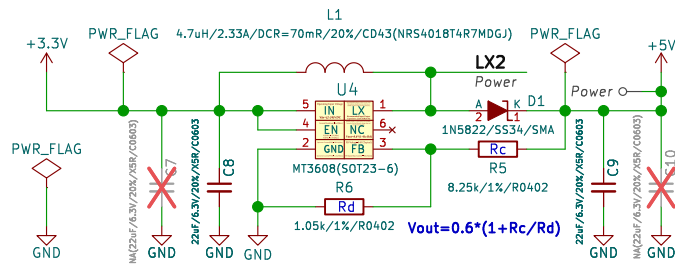 L1
4.7uH/2.33A/DCR=70mR/20%/CD43(NRS4018T4R7MDGJ)
+3.3V
PWR_FLAG
LX2
Power
PWR_FLAG
+5V
Power
U4
5 IN LX 1
4 EN NC 6
2 GND FB 3
MT3608(SOT23-6)
A K D1
2 L1
1N5822/SS34/SMA
Rc
R5
8.25k/1%/R0402
R6
Rd
1.05k/1%/R0402
Vout=0.6*(1+Rc/Rd)
PWR_FLAG
GND
NA(22uF/6.3V/20%/X5R/C0603)
C7
GND
22uF/6.3V/20%/X5R/C0603
C8
GND
GND
22uF/6.3V/20%/X5R/C0603
C9
GND
NA(22uF/6.3V/20%/X5R/C0603)
C10
GND